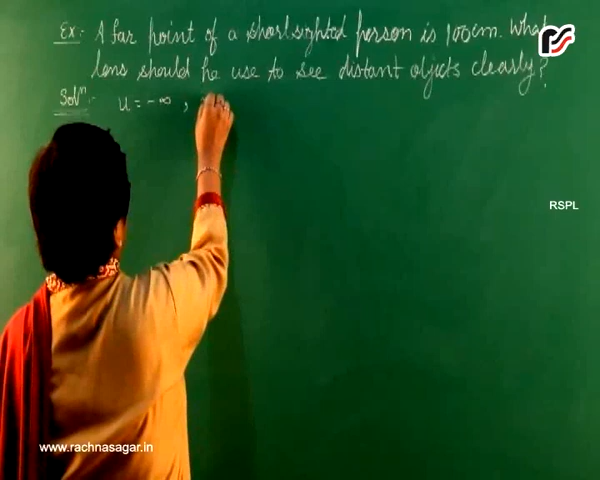 Ex:- A far point of a shortsighted person is 100cm. What
lens should he use to see distant objects clearly?
Solⁿ:- u = -∞ ,
RSPL
www.rachnasagar.in